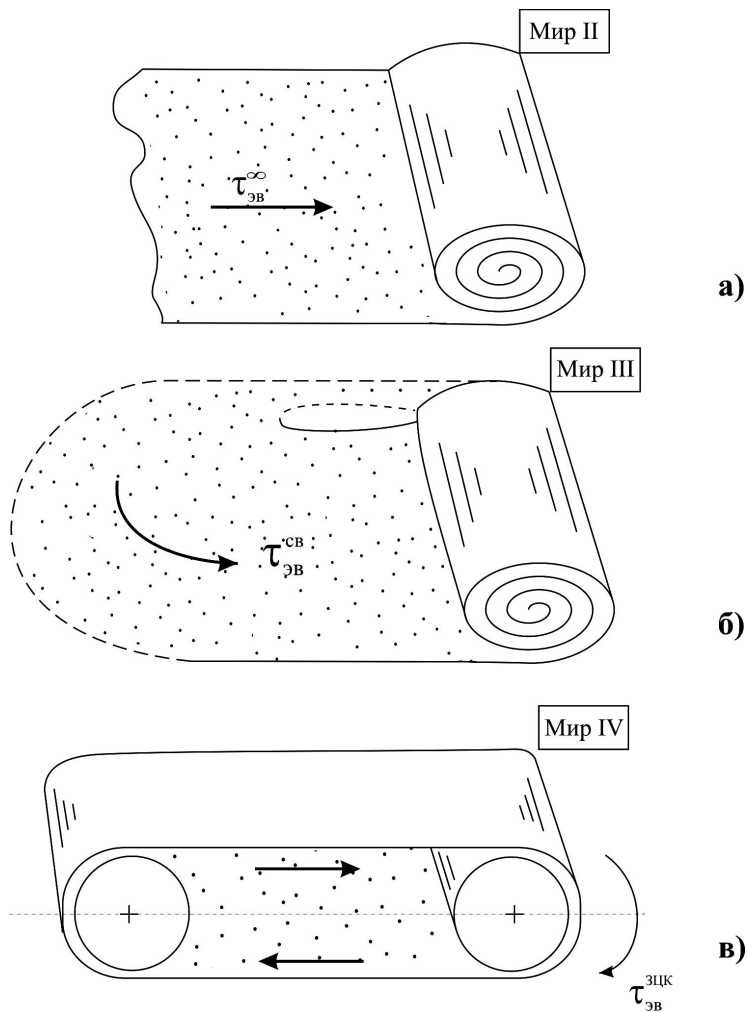 Мир II
τ∞эв
а)
Мир III
τсвэв
б)
Мир IV
в)
τЗЦКэв